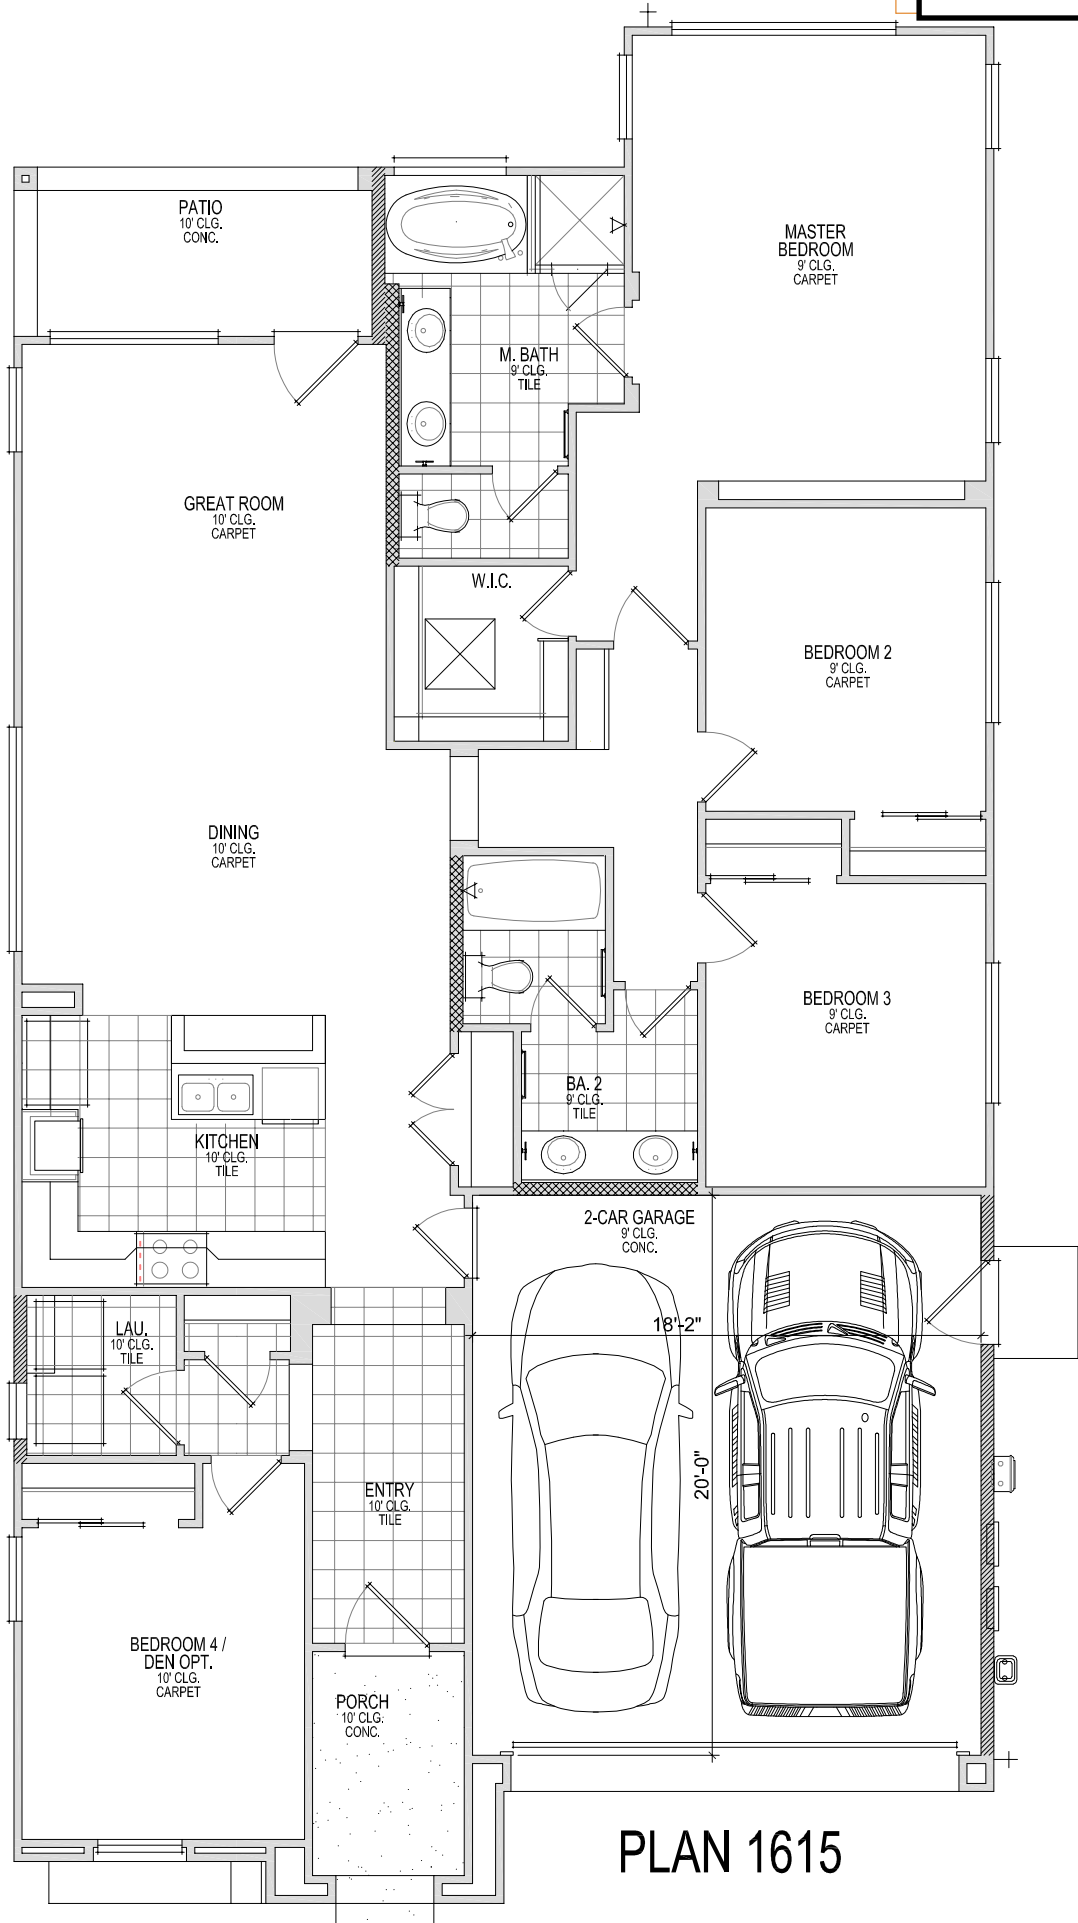 PATIO
10' CLG.
CONC.
MASTER
BEDROOM
9' CLG.
CARPET
M. BATH
9' CLG.
TILE
GREAT ROOM
10' CLG.
CARPET
W.I.C.
BEDROOM 2
9' CLG.
CARPET
DINING
10' CLG.
CARPET
BEDROOM 3
9' CLG.
CARPET
BA. 2
9' CLG.
TILE
KITCHEN
10' CLG.
TILE
2-CAR GARAGE
9' CLG.
CONC.
18'-2"
LAU.
10' CLG.
TILE
20'-0"
ENTRY
10' CLG.
TILE
BEDROOM 4 /
DEN OPT.
10' CLG.
CARPET
PORCH
10' CLG.
CONC.
PLAN 1615